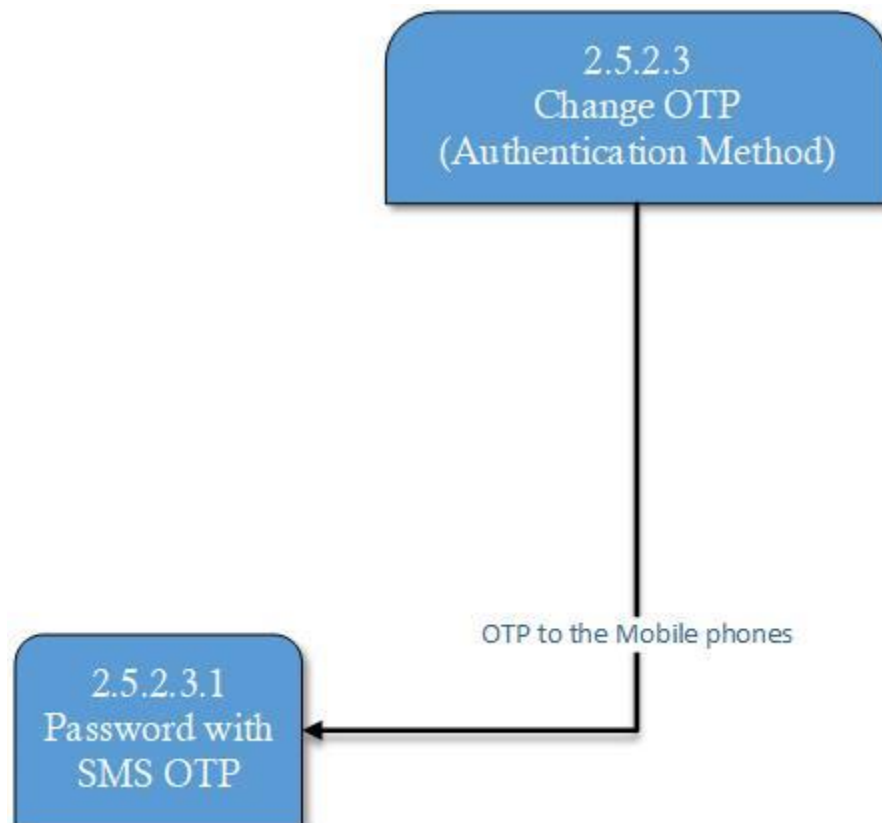 2.5.2.3
Change OTP
(Authentication Method)
OTP to the Mobile phones
2.5.2.3.1
Password with
SMS OTP